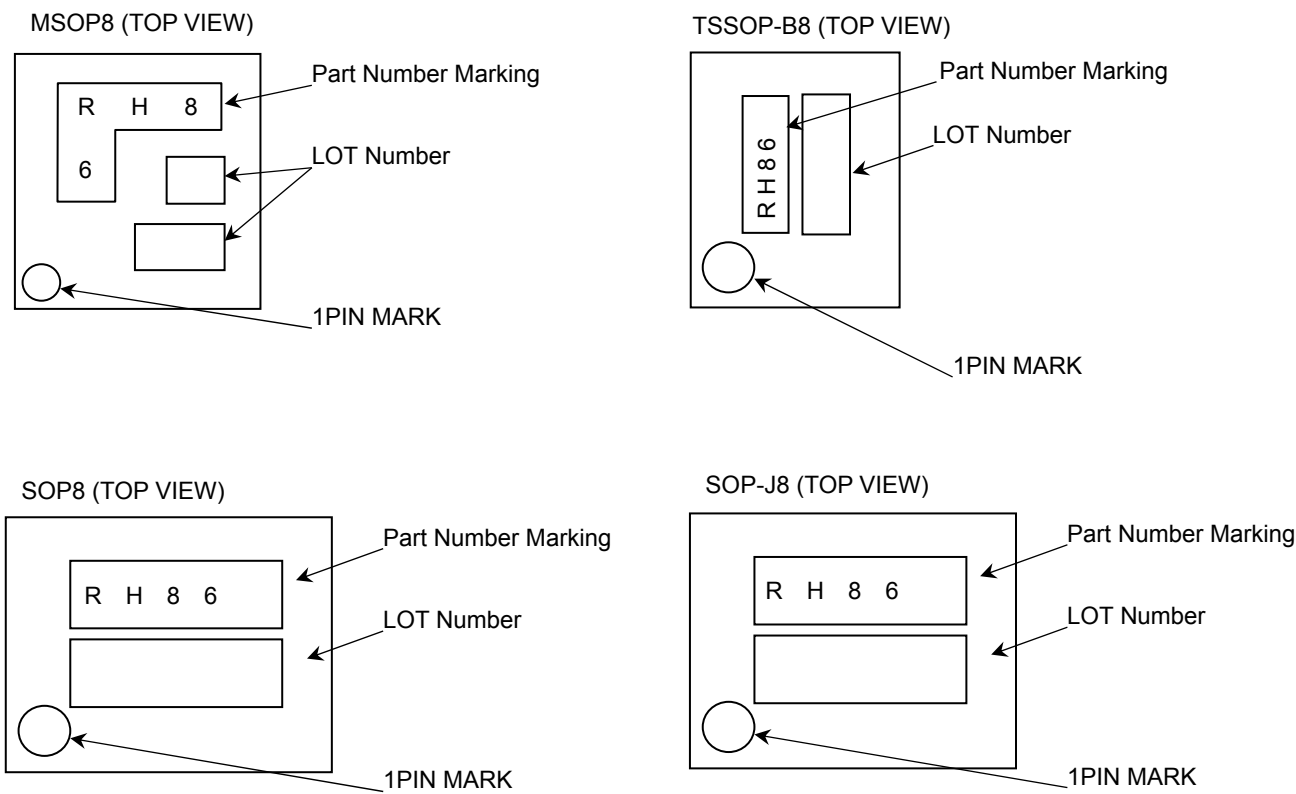 MSOP8 (TOP VIEW)
Part Number Marking
R H 8
6
LOT Number
1PIN MARK
TSSOP-B8 (TOP VIEW)
Part Number Marking
LOT Number
RH86
1PIN MARK
SOP8 (TOP VIEW)
Part Number Marking
R H 8 6
LOT Number
1PIN MARK
SOP-J8 (TOP VIEW)
Part Number Marking
R H 8 6
LOT Number
1PIN MARK